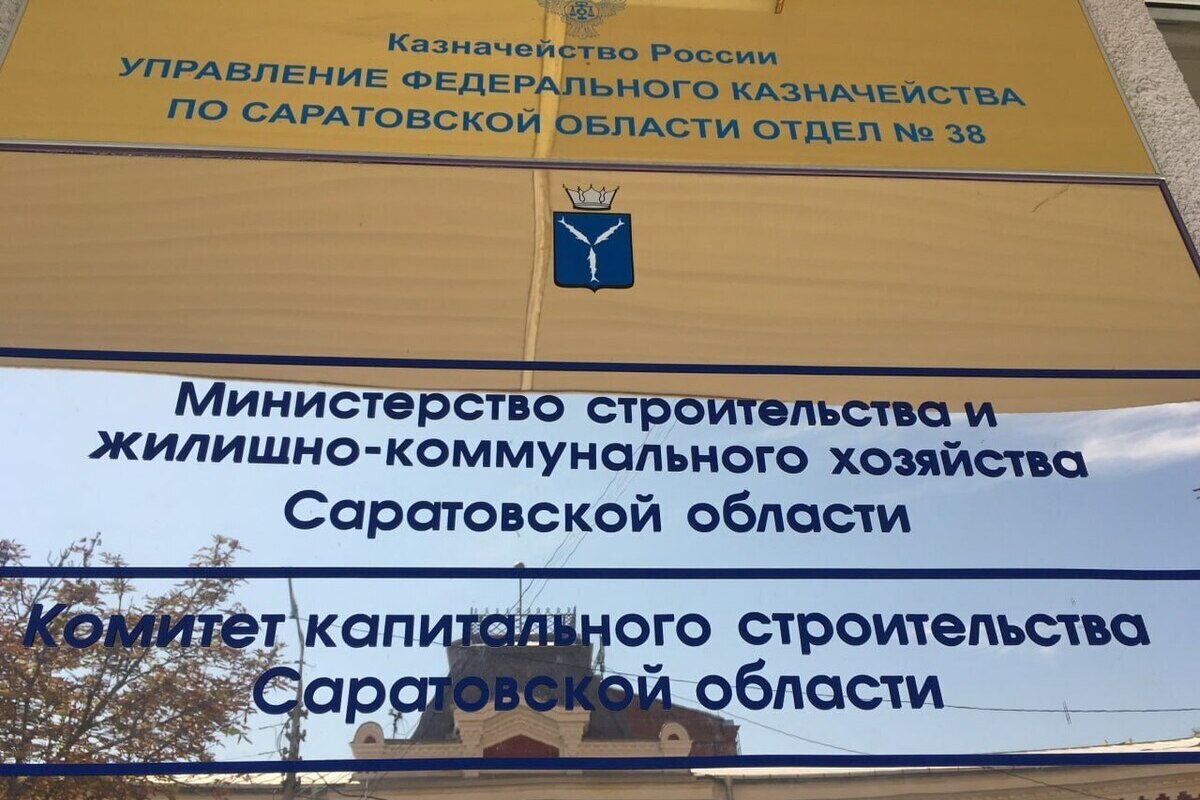 Казначейство России
УПРАВЛЕНИЕ ФЕДЕРАЛЬНОГО КАЗНАЧЕЙСТВА
ПО САРАТОВСКОЙ ОБЛАСТИ ОТДЕЛ № 38
Министерство строительства и
жилищно-коммунального хозяйства
Саратовской области
Комитет капитального строительства
Саратовской области